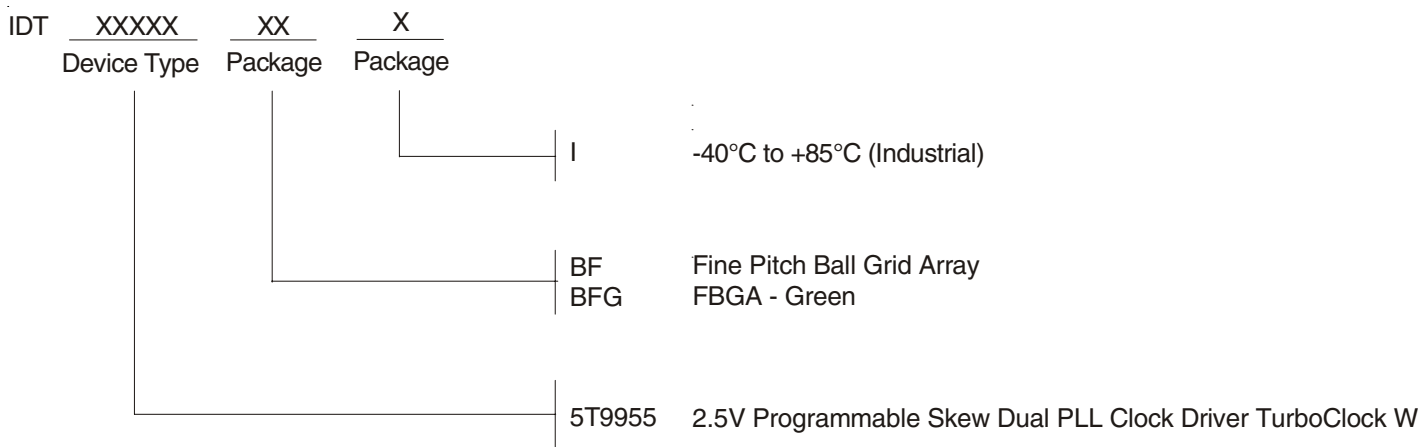 IDT XXXXX XX X
Device Type Package Package
I -40°C to +85°C (Industrial)
BF Fine Pitch Ball Grid Array
BFG FBGA - Green
5T9955 2.5V Programmable Skew Dual PLL Clock Driver TurboClock W